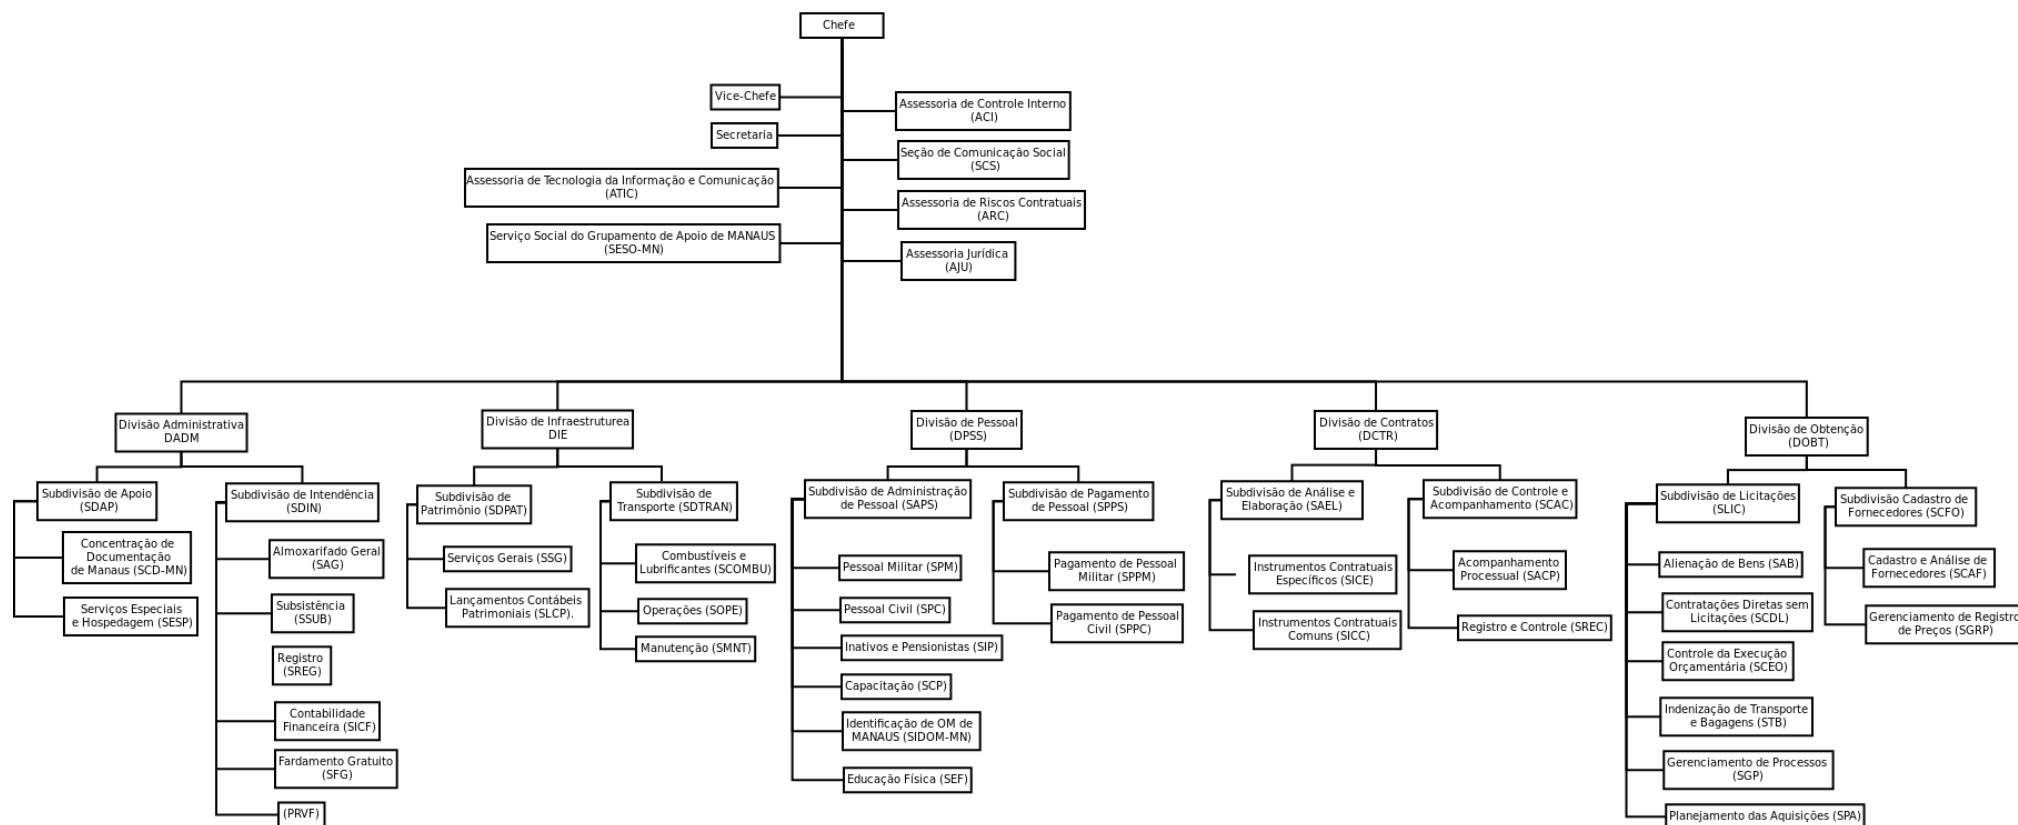 Chefe
Vice-Chefe
Assessoria de Controle Interno
(ACI)
Secretaria
Seção de Comunicação Social
(SCS)
Assessoria de Tecnologia da Informação e Comunicação
(ATIC)
Assessoria de Riscos Contratuais
(ARC)
Serviço Social do Grupamento de Apoio de MANAUS
(SESO-MN)
Assessoria Jurídica
(AJU)
Divisão Administrativa
DADM
Divisão de Infraestruturea
DIE
Divisão de Pessoal
(DPSS)
Divisão de Contratos
(DCTR)
Divisão de Obtenção
(DOBT)
Subdivisão de Apoio
(SDAP)
Concentração de
Documentação
de Manaus (SCD-MN)
Serviços Especiais
e Hospedagem (SESP)
Subdivisão de Intendência
(SDIN)
Almoxarifado Geral
(SAG)
Subsistência
(SSUB)
Registro
(SREG)
Contabilidade
Financeira (SICF)
Fardamento Gratuito
(SFG)
(PRVF)
Subdivisão de
Patrimônio (SDPAT)
Serviços Gerais (SSG)
Lançamentos Contábeis
Patrimoniais (SLCP).
Subdivisão de
Transporte (SDTRAN)
Combustíveis e
Lubrificantes (SCOMBU)
Operações (SOPE)
Manutenção (SMNT)
Subdivisão de Administração
de Pessoal (SAPS)
Pessoal Militar (SPM)
Pessoal Civil (SPC)
Inativos e Pensionistas (SIP)
Capacitação (SCP)
Identificação de OM de
MANAUS (SIDOM-MN)
Educação Física (SEF)
Subdivisão de Pagamento
de Pessoal (SPPS)
Pagamento de Pessoal
Militar (SPPM)
Pagamento de Pessoal
Civil (SPPC)
Subdivisão de Análise e
Elaboração (SAEL)
Instrumentos Contratuais
Específicos (SICE)
Instrumentos Contratuais
Comuns (SICC)
Subdivisão de Controle e
Acompanhamento (SCAC)
Acompanhamento
Processual (SACP)
Registro e Controle (SREC)
Subdivisão de Licitações
(SLIC)
Alienação de Bens (SAB)
Contratações Diretas sem
Licitações (SCDL)
Controle da Execução
Orçamentária (SCEO)
Indenização de Transporte
e Bagagens (STB)
Gerenciamento de Processos
(SGP)
Planejamento das Aquisições (SPA)
Subdivisão Cadastro de
Fornecedores (SCFO)
Cadastro e Análise de
Fornecedores (SCAF)
Gerenciamento de Registro
de Preços (SGRP)